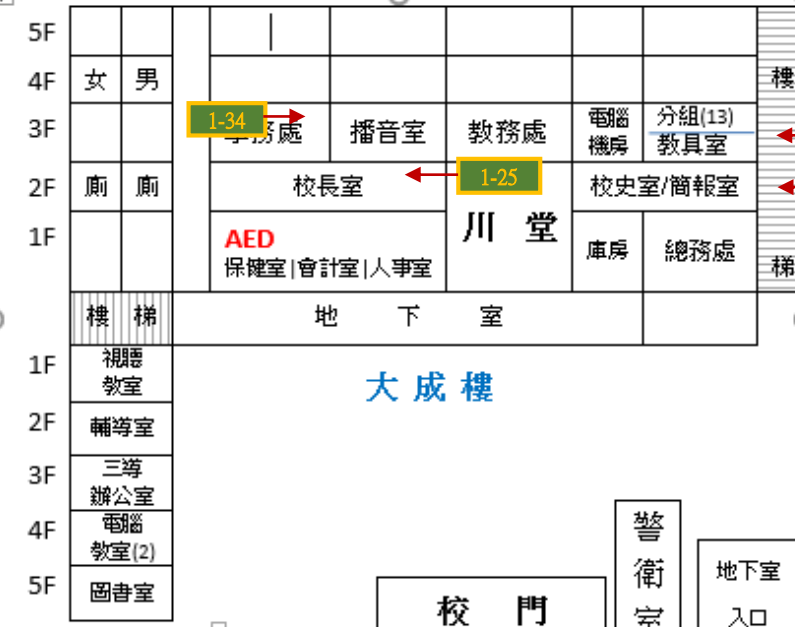 5F
4F 女 男 樓
3F 1-34 務處 播音室 教務處 電腦 分組(13)
機房 教具室
2F 廁 廁 校長室 1-25 校史室/簡報室
1F AED 川 堂 庫房 總務處
保健室|會計室|人事室 梯
樓 梯 地 下 室
1F 視聽
教室
大成樓
2F 輔導室
3F 三導
辦公室
4F 電腦
教室(2)
5F 圖書室
警
衛
室
地下室
入口
校 門